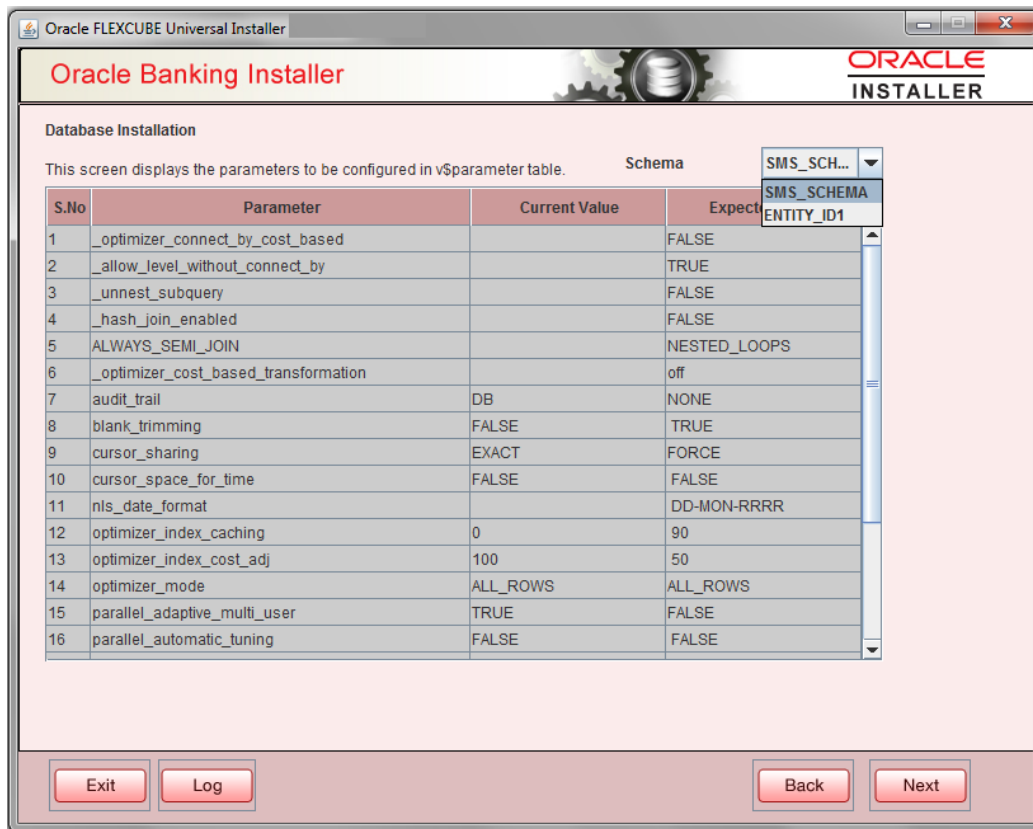 Oracle FLEXCUBE Universal Installer
Oracle Banking Installer
ORACLE
INSTALLER
Database Installation
This screen displays the parameters to be configured in v$parameter table.
Schema
SMS_SCH...
SMS_SCHEMA
ENTITY_ID1
S.No Parameter Current Value Expect
1 _optimizer_connect_by_cost_based FALSE
2 _allow_level_without_connect_by TRUE
3 _unnest_subquery FALSE
4 _hash_join_enabled FALSE
5 ALWAYS_SEMI_JOIN NESTED_LOOPS
6 _optimizer_cost_based_transformation off
7 audit_trail DB NONE
8 blank_trimming FALSE TRUE
9 cursor_sharing EXACT FORCE
10 cursor_space_for_time FALSE FALSE
11 nls_date_format DD-MON-RRRR
12 optimizer_index_caching 0 90
13 optimizer_index_cost_adj 100 50
14 optimizer_mode ALL_ROWS ALL_ROWS
15 parallel_adaptive_multi_user TRUE FALSE
16 parallel_automatic_tuning FALSE FALSE
Exit Log Back Next